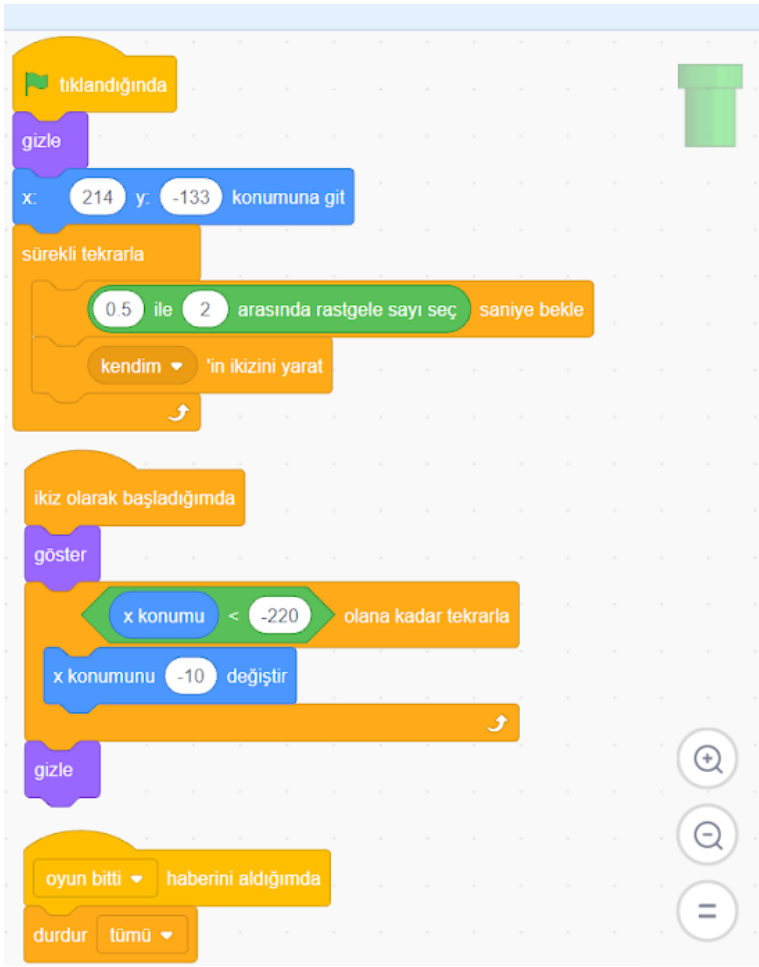 tıklandığında
gizle
x: 214 y: -133 konumuna git
sürekli tekrarla
0.5 ile 2 arasında rastgele sayı seç saniye bekle
kendim 'in ikizini yarat
ikiz olarak başladığımda
göster
x konumu < -220 olana kadar tekrarla
x konumunu -10 değiştir
gizle
oyun bitti haberini aldığımda
durdur tümü